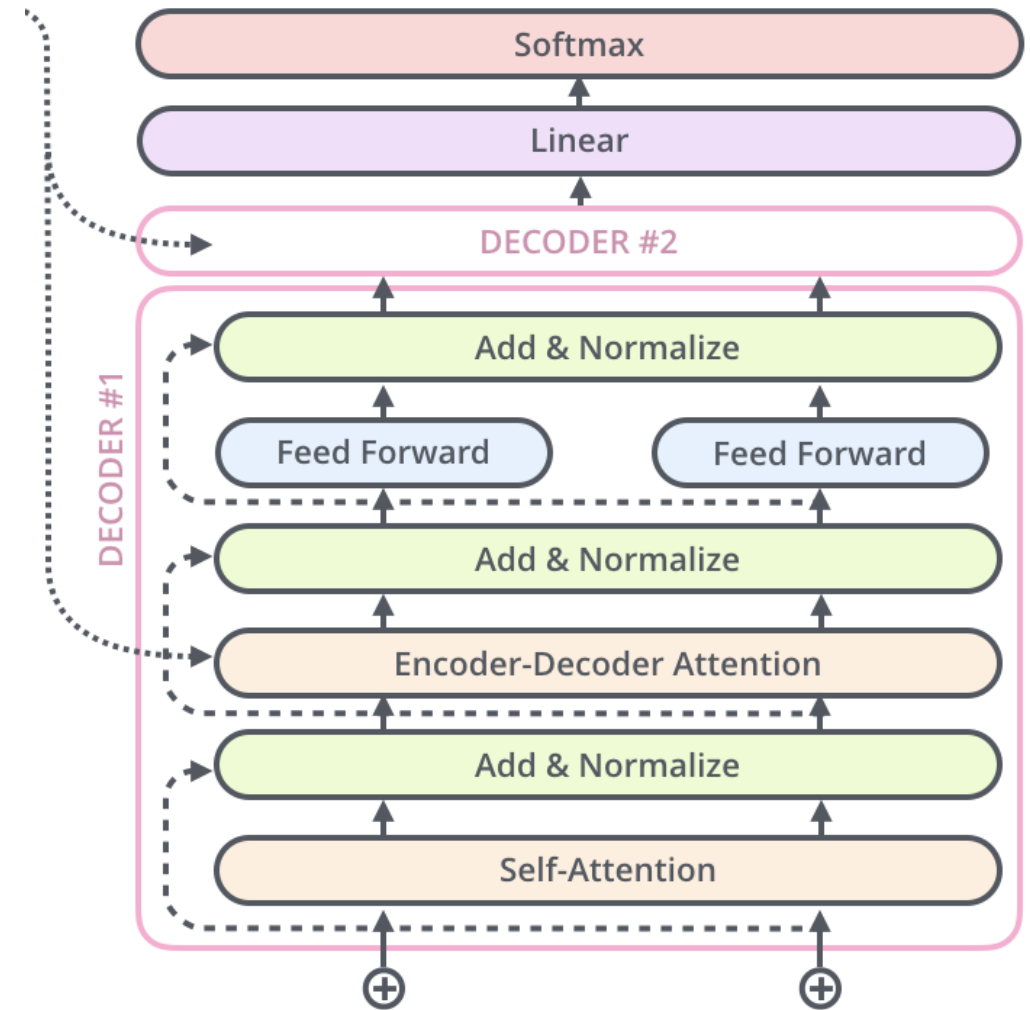 Softmax
Linear
DECODER #2
DECODER #1
Add & Normalize
Feed Forward
Feed Forward
Add & Normalize
Encoder-Decoder Attention
Add & Normalize
Self-Attention